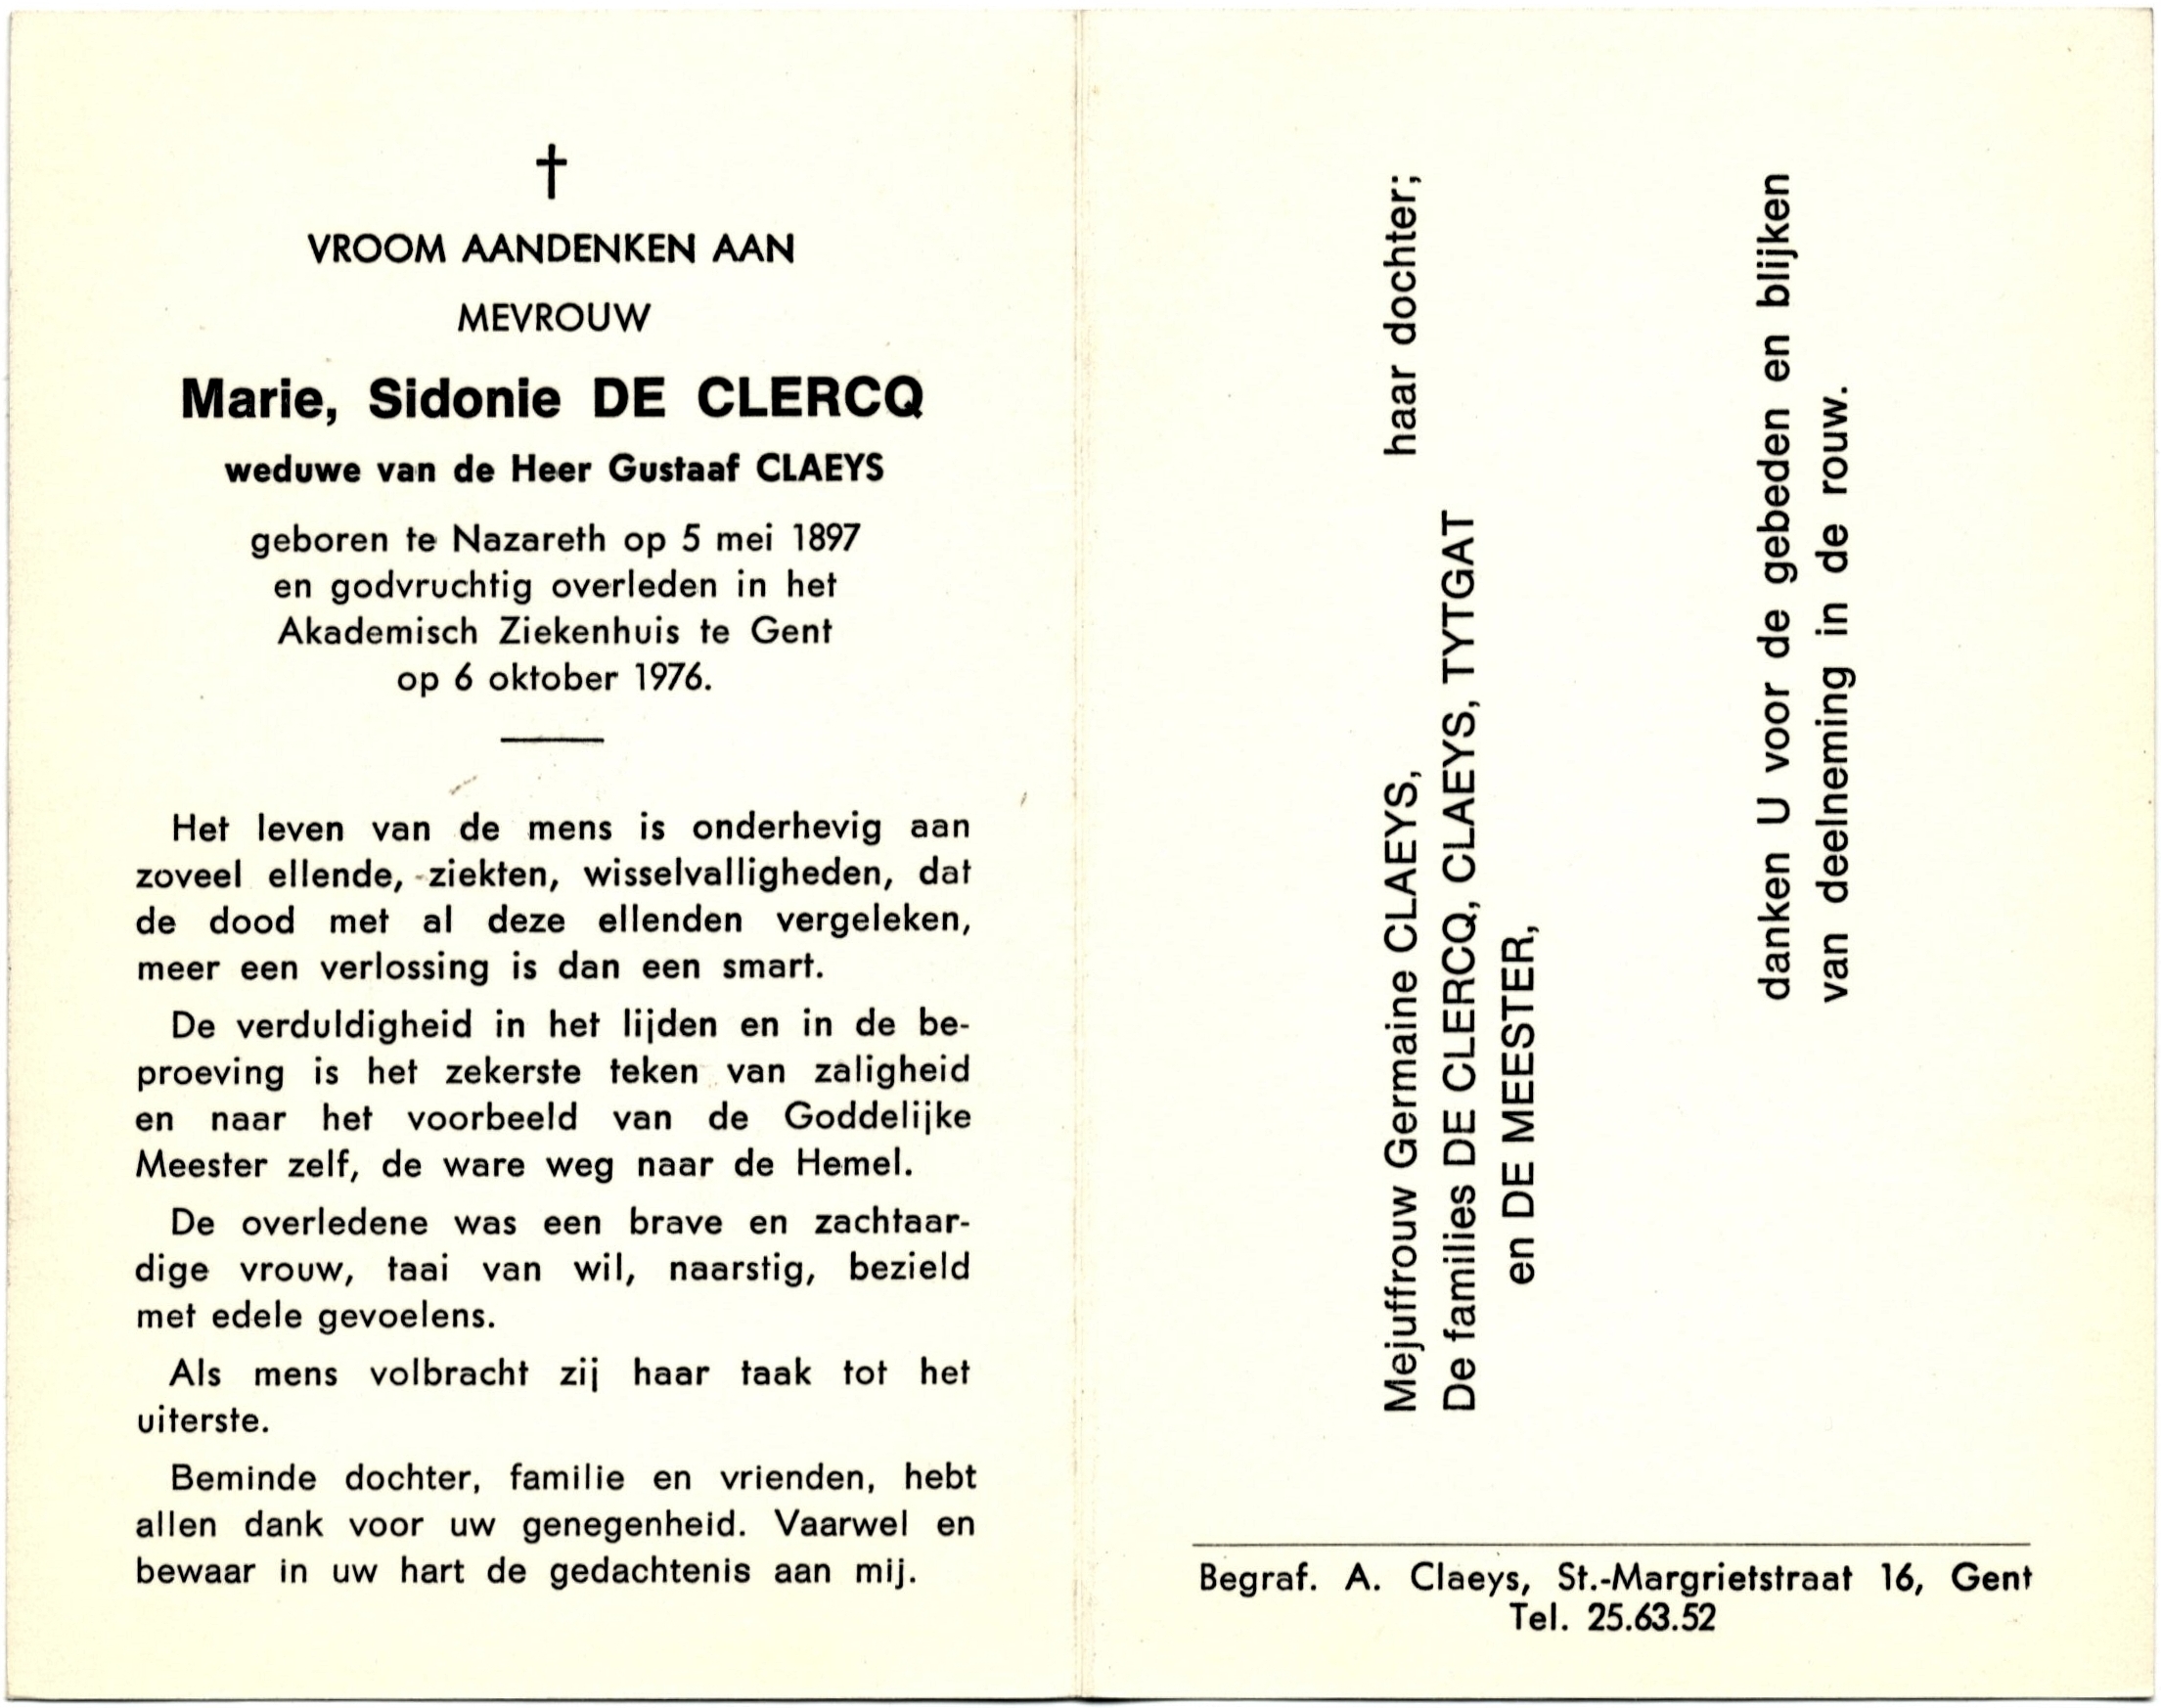 †
VROOM AANDENKEN AAN
MEVROUW
Marie, Sidonie DE CLERCQ
weduwe van de Heer Gustaaf CLAEYS
geboren te Nazareth op 5 mei 1897
en godvruchtig overleden in het
Akademisch Ziekenhuis te Gent
op 6 oktober 1976.
Het leven van de mens is onderhevig aan
zoveel ellende, ziekten, wisselvalligheden, dat
de dood met al deze ellenden vergeleken,
meer een verlossing is dan een smart.
De verduldigheid in het lijden en in de be-
proeving is het zekerste teken van zaligheid
en naar het voorbeeld van de Goddelijke
Meester zelf, de ware weg naar de Hemel.
De overledene was een brave en zachtaar-
dige vrouw, taai van wil, naarstig, bezield
met edele gevoelens.
Als mens volbracht zij haar taak tot het
uiterste.
Beminde dochter, familie en vrienden, hebt
allen dank voor uw genegenheid. Vaarwel en
bewaar in uw hart de gedachtenis aan mij.
Mejuffrouw Germaine CLAEYS, haar dochter;
De families DE CLERCQ, CLAEYS, TYTGAT
en DE MEESTER,
danken U voor de gebeden en blijken
van deelneming in de rouw.
Begraf. A. Claeys, St.-Margrietstraat 16, Gent
Tel. 25.63.52